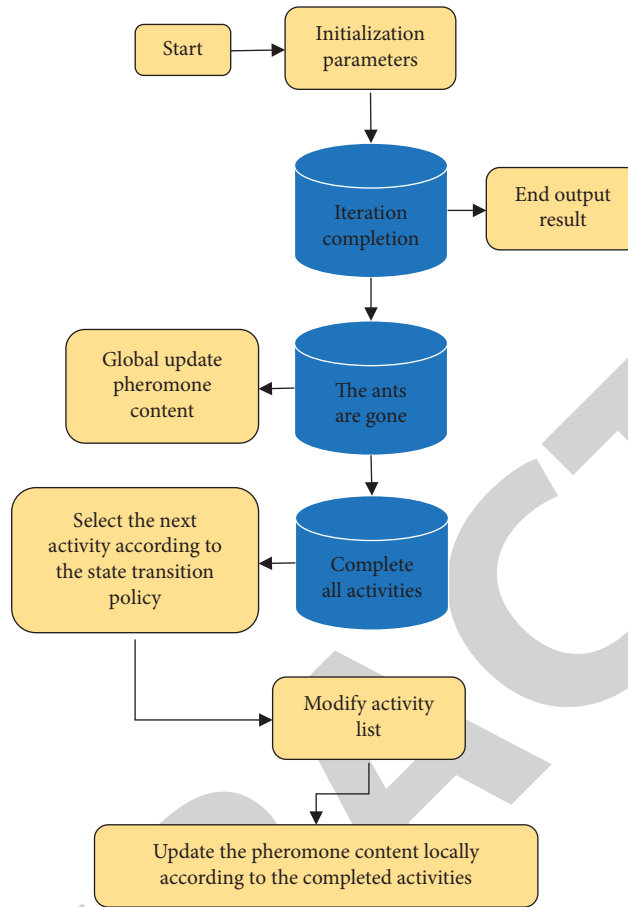 Start
Initialization
parameters
Iteration
completion
End output
result
Global update
pheromone
content
The ants
are gone
Select the next
activity according to
the state transition
policy
Complete
all activities
Modify activity
list
Update the pheromone content locally
according to the completed activities